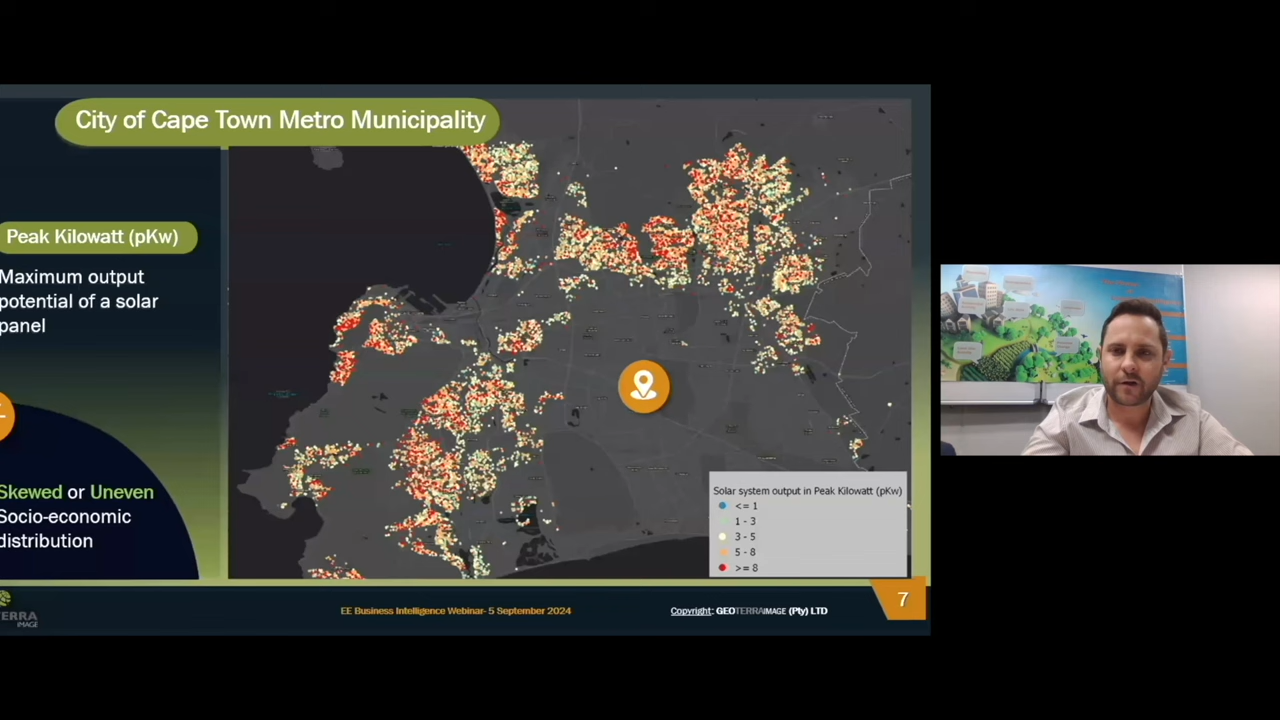 City of Cape Town Metro Municipality
Peak Kilowatt (pKw)
Maximum output
potential of a solar
panel
Skewed or Uneven
Socio-economic
distribution
Solar system output in Peak Kilowatt (pKw)
<= 1
1 - 3
3 - 5
5 - 8
>= 8
TERRA
IMAGE
EE Business Intelligence Webinar- 5 September 2024
Copyright: GEOTERRAIMAGE (Pty) LTD
7